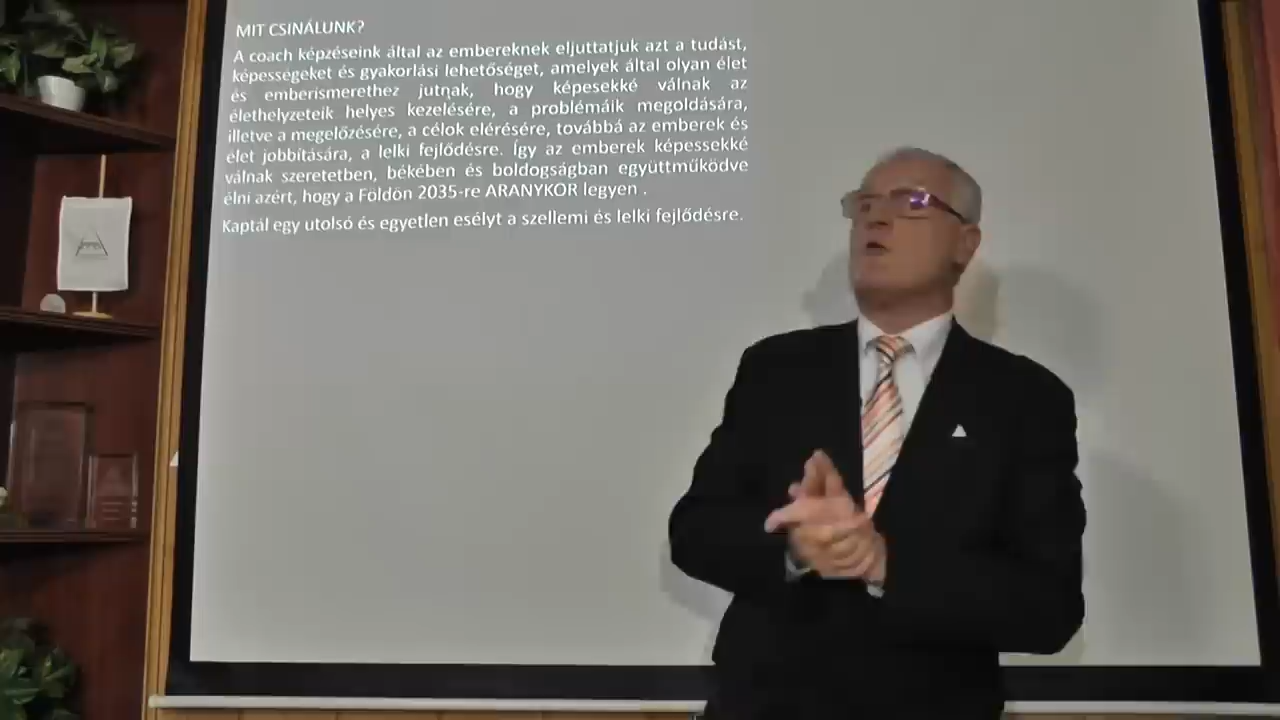 MIT CSINÁLUNK?
A coach képzéseink által az embereknek eljuttatjuk azt a tudást,
képességeket és gyakorlási lehetőséget, amelyek által olyan élet
és emberismerethez jutnak, hogy képesekké válnak az
élethelyzeteik helyes kezelésére, a problémáik megoldására,
illetve a megelőzésére, a célok elérésére, továbbá az emberek és
élet jobbítására, a lelki fejlődésre. Így az emberek képessekké
válnak szeretetben, békében és boldogságban együttműködve
élni azért, hogy a Földön 2035-re ARANYKOR legyen .
Kaptál egy utolsó és egyetlen esélyt a szellemi és lelki fejlődésre.